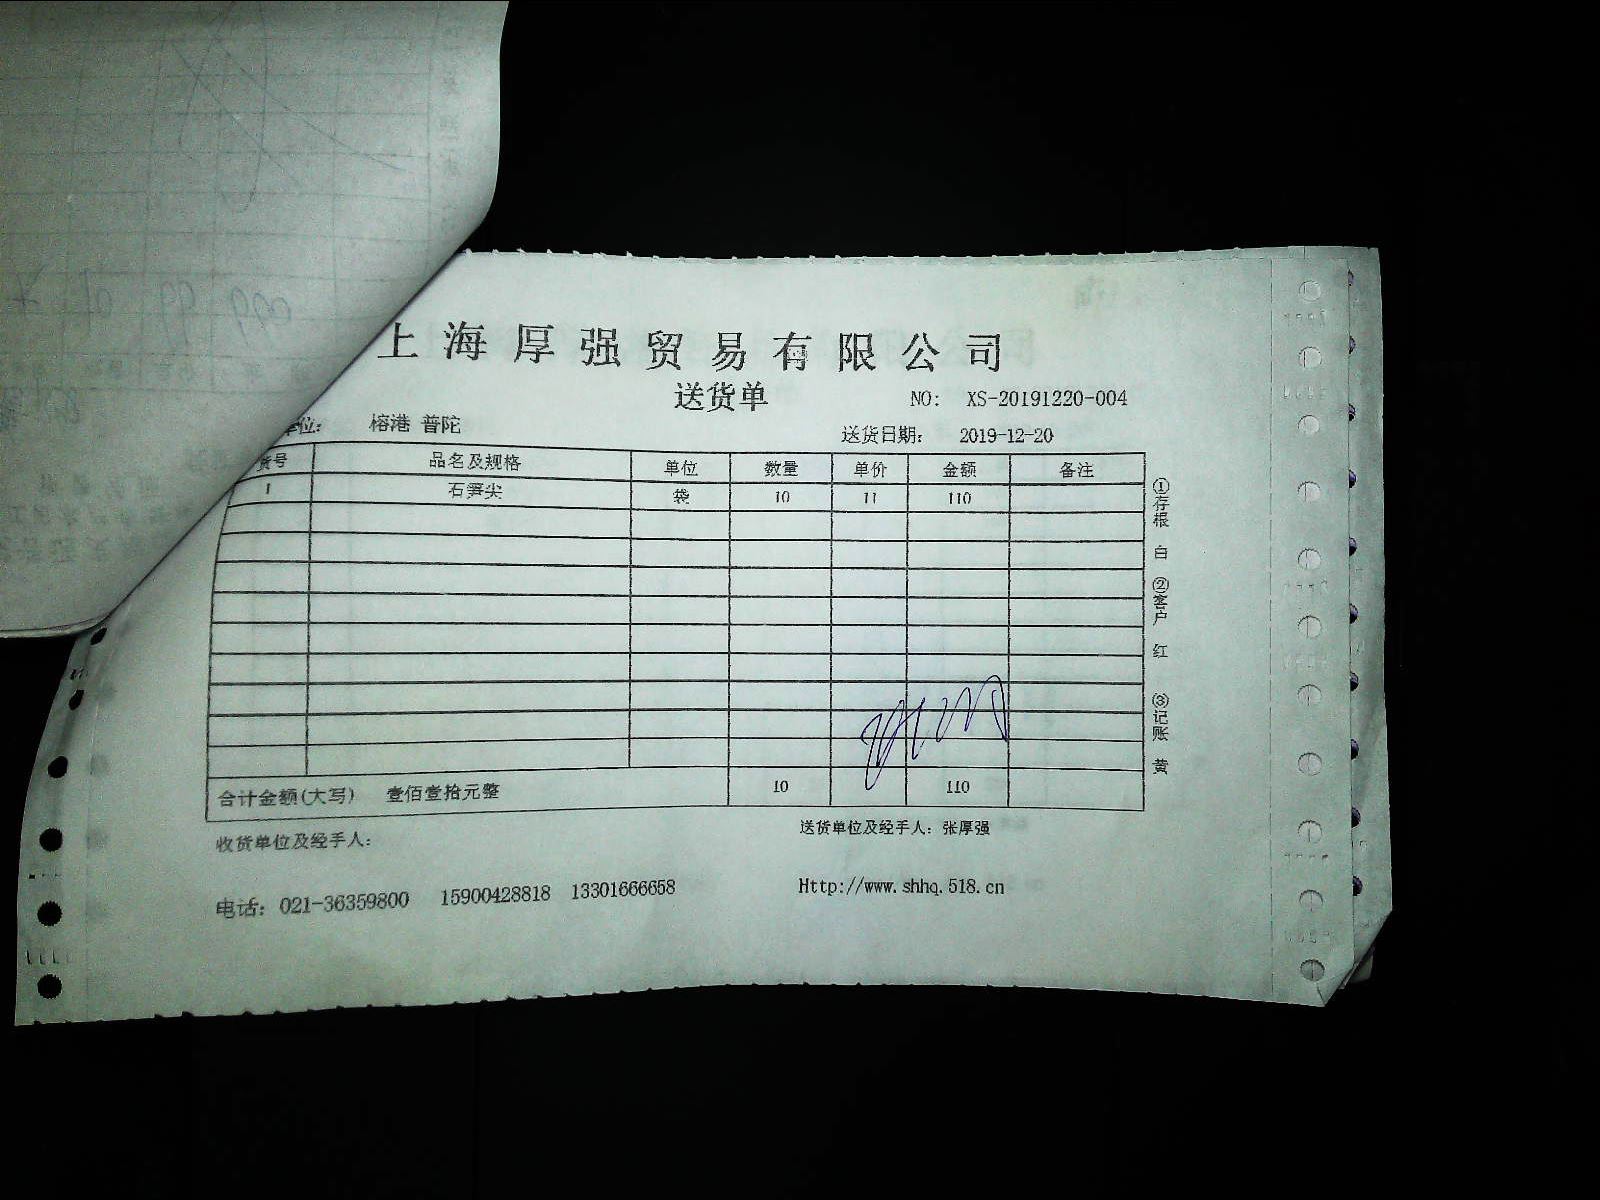 上海厚强贸易有限公司
送货单
NO: XS-20191220-004
单位: 榕港 普陀
送货日期: 2019-12-20
货号 品名及规格 单位 数量 单价 金额 备注
1 石笋尖 袋 10 11 110
合计金额(大写) 壹佰壹拾元整 10 110
收货单位及经手人:
送货单位及经手人: 张厚强
电话: 021-36359800 15900428818 13301666658
Http://www.shhq.518.cn
①存根 白 ②客户 红 ③记账 黄